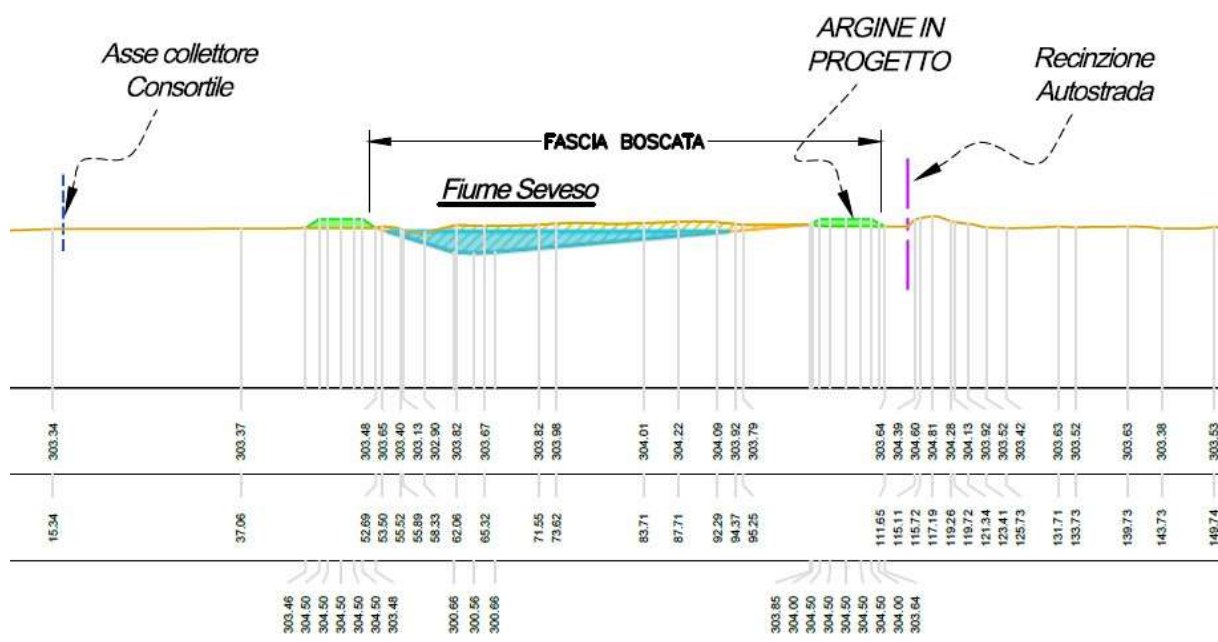 Asse collettore
Consortile
ARGINE IN
PROGETTO
Recinzione
Autostrada
FASCIA BOSCATA
Fiume Seveso
303.34 303.37 303.48 303.65 303.40 303.13 302.90 303.82 303.67 303.82 303.98 304.01 304.22 304.09 303.92 303.79 303.64 304.39 304.60 304.81 304.28 304.13 303.92 303.52 303.42 303.63 303.52 303.63 303.38 303.53
15.34 37.06 52.69 53.50 55.52 55.89 58.33 62.06 65.32 71.55 73.62 83.71 87.71 92.29 94.37 95.25 111.65 115.11 115.72 117.19 119.26 119.72 121.34 123.41 125.73 131.71 133.73 139.73 143.73 149.74
303.46 304.50 304.50 304.50 304.50 304.50 303.48 300.66 300.56 300.66 303.85 304.00 304.50 304.50 304.50 304.50 304.50 304.00 303.64